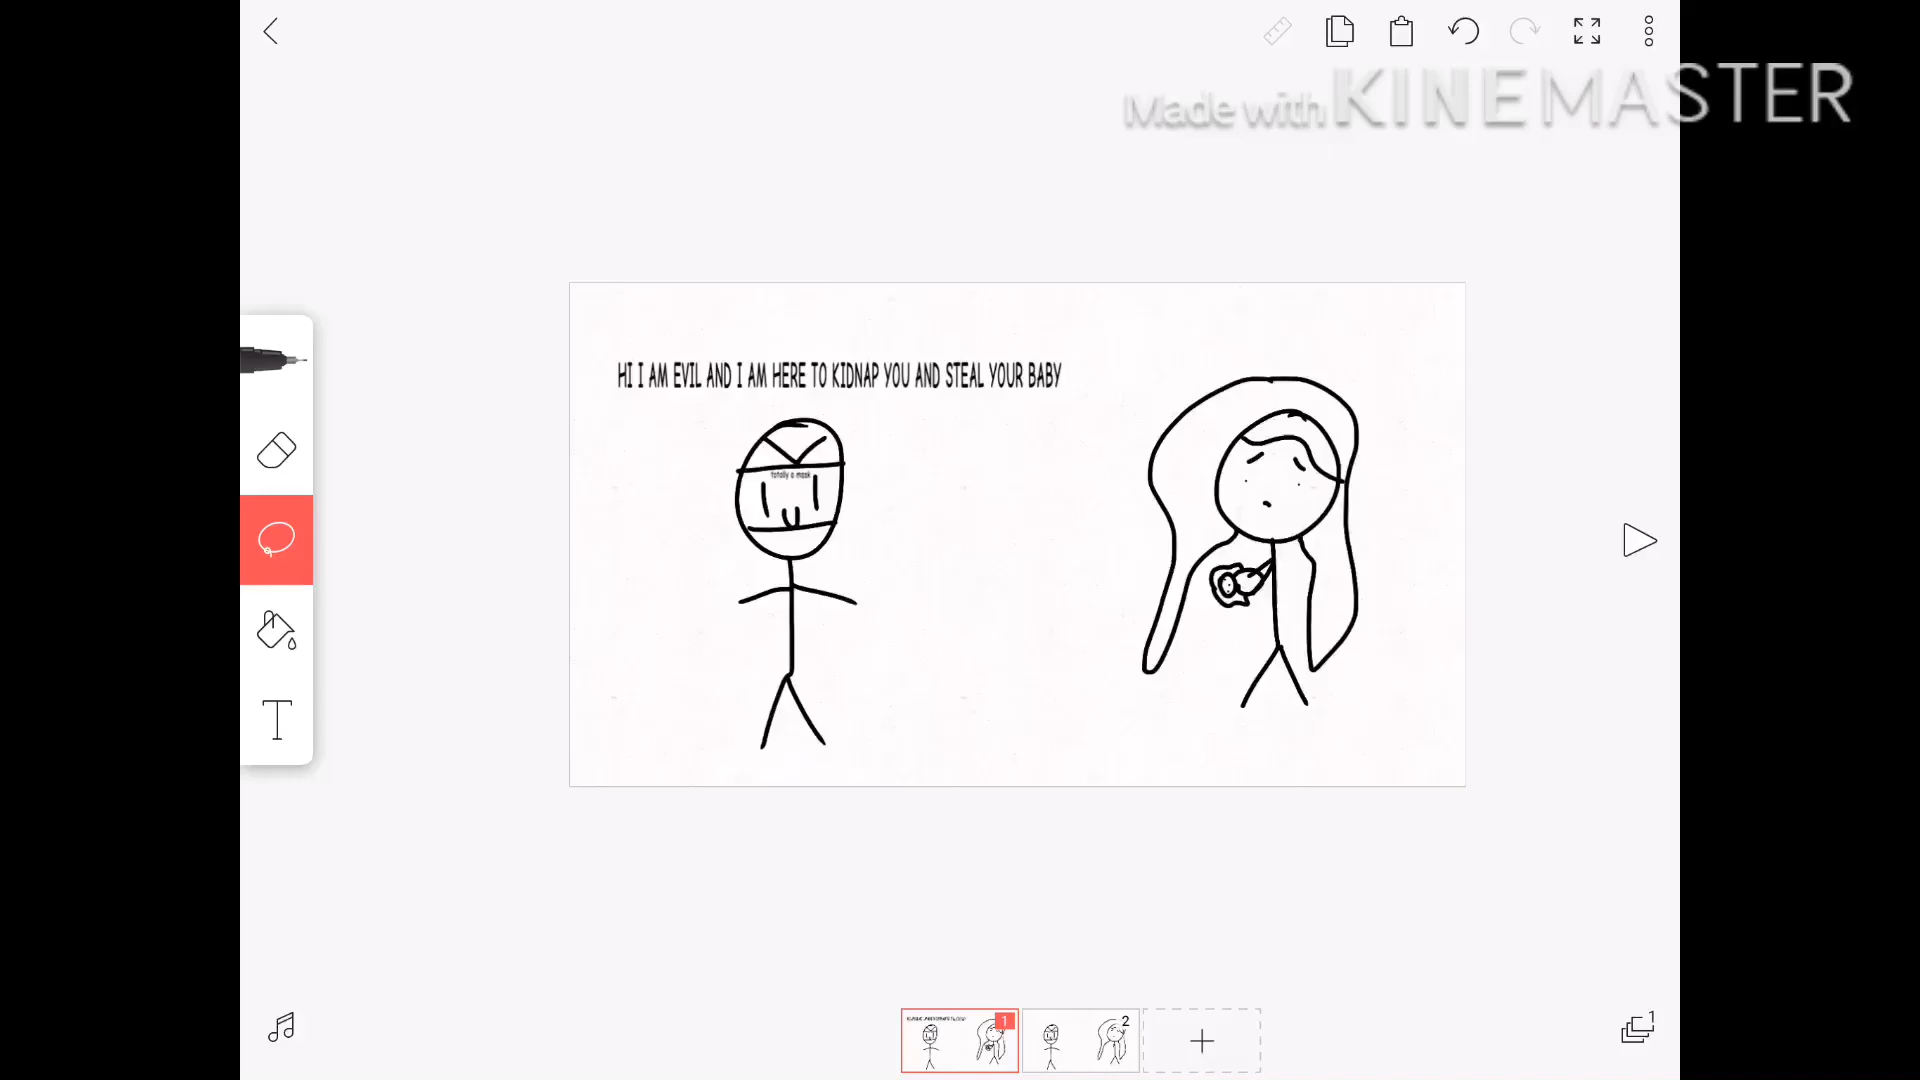 Made with KINEMASTER
HI I AM EVIL AND I AM HERE TO KIDNAP YOU AND STEAL YOUR BABY
totally a mask
T
1
2
1